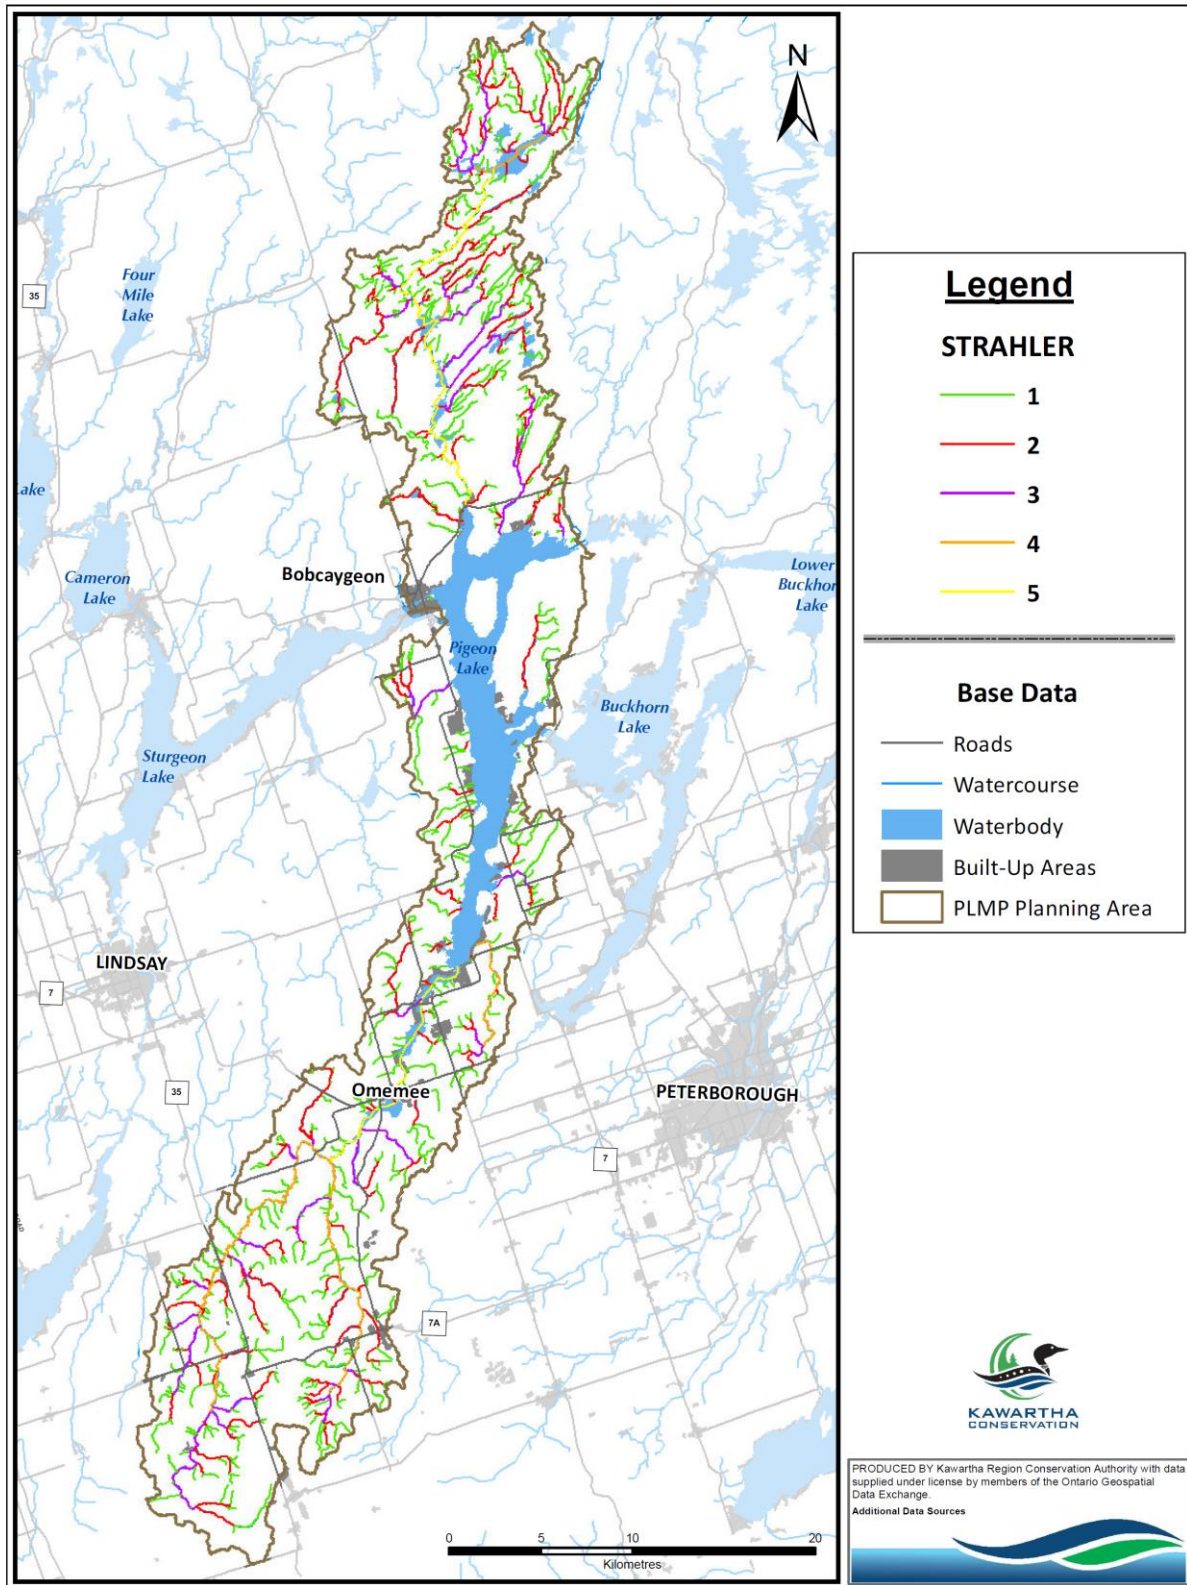 N
35
Four
Mile
Lake
Lake
Cameron
Lake
Bobcaygeon
Lower
Buckhorn
Lake
Pigeon
Lake
Buckhorn
Lake
Sturgeon
Lake
LINDSAY
7
35
Omemee
PETERBOROUGH
7
7A
0 5 10 20
Kilometres
Legend
STRAHLER
1
2
3
4
5
Base Data
Roads
Watercourse
Waterbody
Built-Up Areas
PLMP Planning Area
KAWARTHA
CONSERVATION
PRODUCED BY Kawartha Region Conservation Authority with data
supplied under license by members of the Ontario Geospatial
Data Exchange.
Additional Data Sources